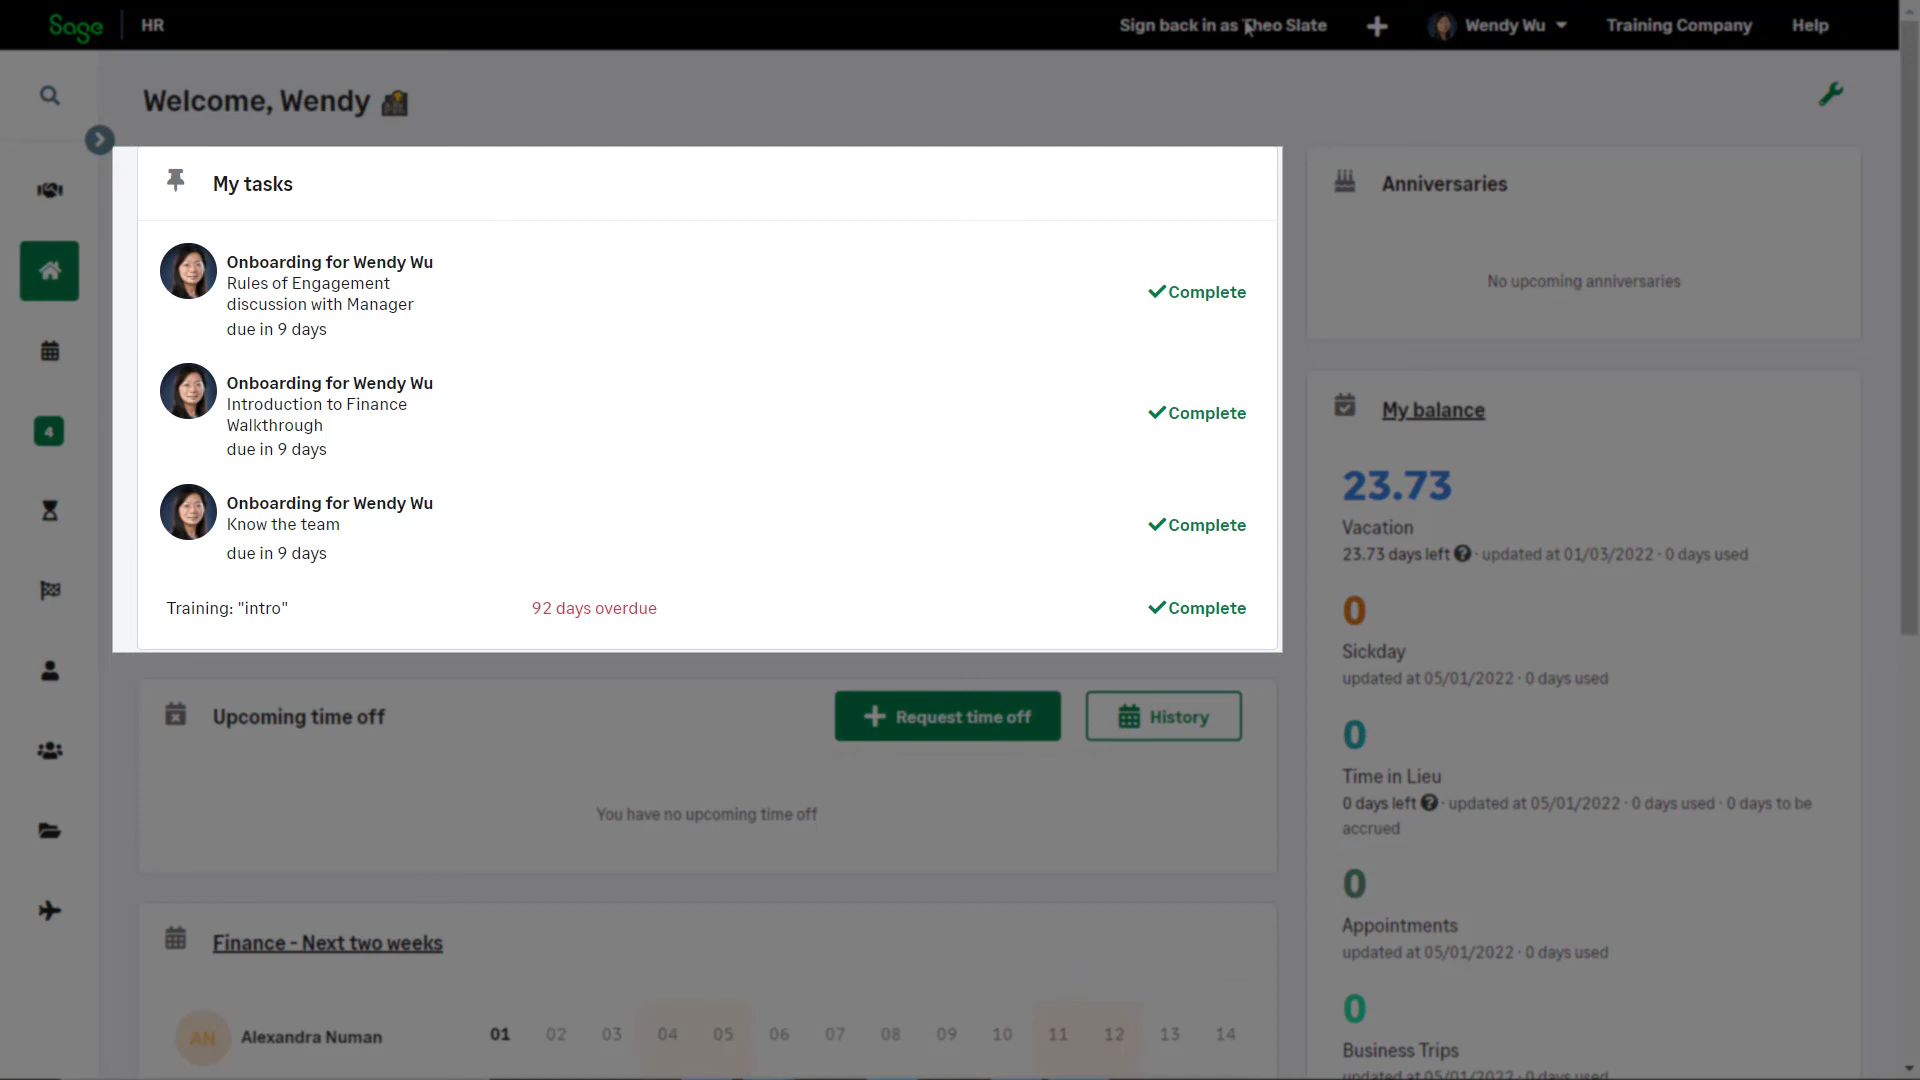 Sage
HR
Sign back in as Theo Slate
Wendy Wu
Training Company
Help
Welcome, Wendy
My tasks
Onboarding for Wendy Wu
Rules of Engagement
discussion with Manager
due in 9 days
Complete
Onboarding for Wendy Wu
Introduction to Finance
Walkthrough
due in 9 days
Complete
Onboarding for Wendy Wu
Know the team
due in 9 days
Complete
Training: "intro"
92 days overdue
Complete
4
Upcoming time off
Request time off
History
You have no upcoming time off
Finance - Next two weeks
AN
Alexandra Numan
01 02 03 04 05 06 07 08 09 10 11 12 13 14
Anniversaries
No upcoming anniversaries
My balance
23.73
Vacation
23.73 days left ? · updated at 01/03/2022 · 0 days used
0
Sickday
updated at 05/01/2022 · 0 days used
0
Time in Lieu
0 days left ? · updated at 05/01/2022 · 0 days used · 0 days to be
accrued
0
Appointments
updated at 05/01/2022 · 0 days used
0
Business Trips
updated at 05/01/2022 · 0 days used